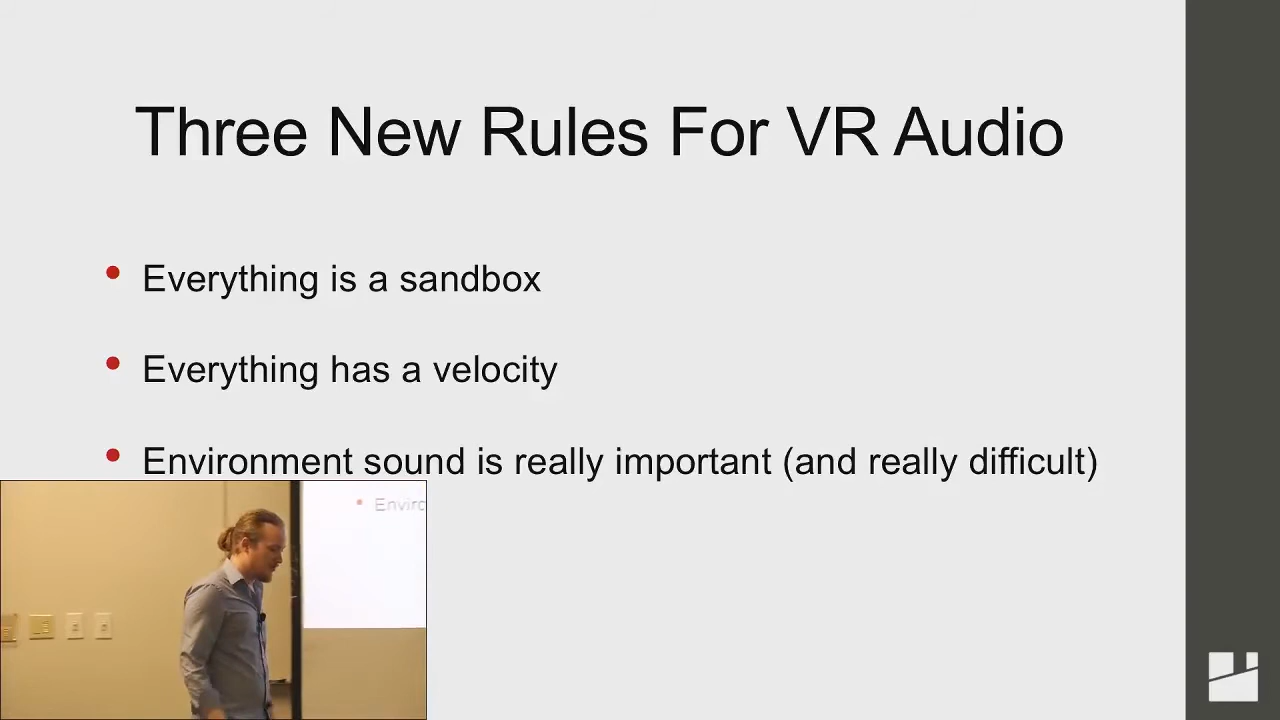 Three New Rules For VR Audio
Everything is a sandbox
Everything has a velocity
Environment sound is really important (and really difficult)
Envirc